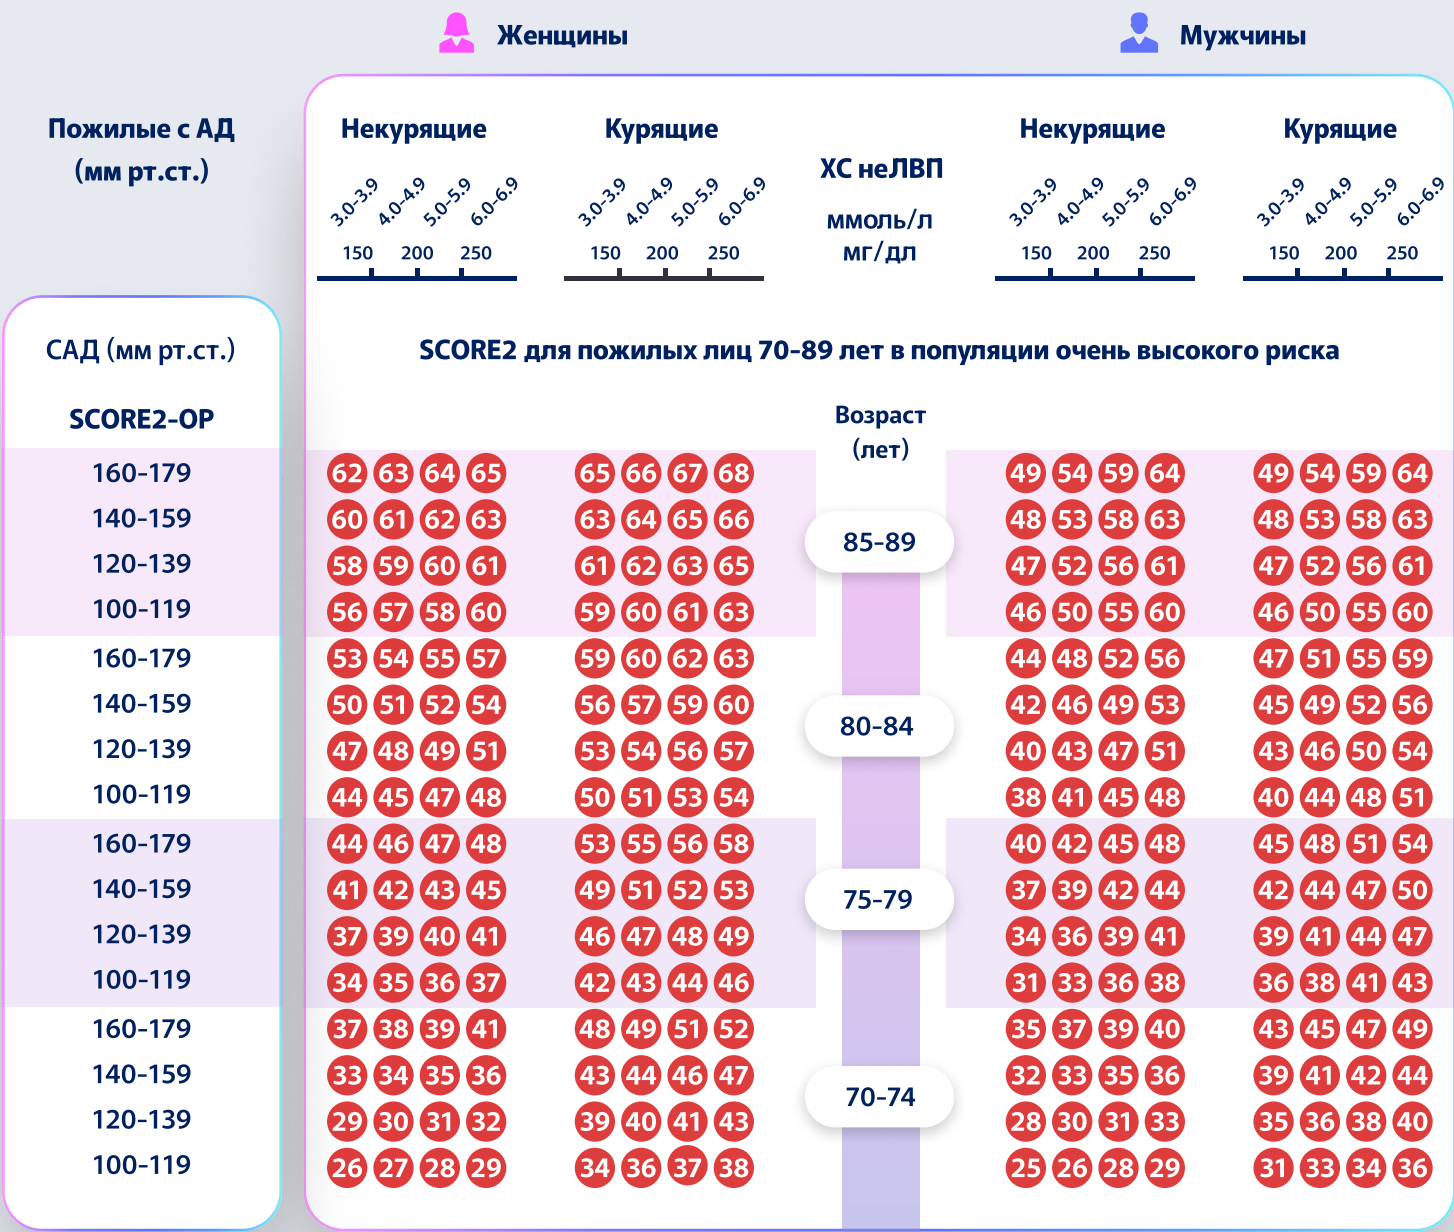 Женщины Мужчины
Пожилые с АД
(мм рт.ст.)
Некурящие Курящие Некурящие Курящие
ХС неЛВП
3.0–3.9 4.0–4.9 5.0–5.9 6.0–6.9 3.0–3.9 4.0–4.9 5.0–5.9 6.0–6.9 ммоль/л 3.0–3.9 4.0–4.9 5.0–5.9 6.0–6.9 3.0–3.9 4.0–4.9 5.0–5.9 6.0–6.9
150 200 250 150 200 250 мг/дл 150 200 250 150 200 250
САД (мм рт.ст.)
SCORE2 для пожилых лиц 70–89 лет в популяции очень высокого риска
SCORE2-OP
Возраст
(лет)
160–179 62 63 64 65 65 66 67 68 49 54 59 64 49 54 59 64
140–159 60 61 62 63 63 64 65 66 48 53 58 63 48 53 58 63
85–89
120–139 58 59 60 61 61 62 63 65 47 52 56 61 47 52 56 61
100–119 56 57 58 60 59 60 61 63 46 50 55 60 46 50 55 60
160–179 53 54 55 57 59 60 62 63 44 48 52 56 47 51 55 59
140–159 50 51 52 54 56 57 59 60 42 46 49 53 45 49 52 56
80–84
120–139 47 48 49 51 53 54 56 57 40 43 47 51 43 46 50 54
100–119 44 45 47 48 50 51 53 54 38 41 45 48 40 44 48 51
160–179 44 46 47 48 53 55 56 58 40 42 45 48 45 48 51 54
140–159 41 42 43 45 49 51 52 53 37 39 42 44 42 44 47 50
75–79
120–139 37 39 40 41 46 47 48 49 34 36 39 41 39 41 44 47
100–119 34 35 36 37 42 43 44 46 31 33 36 38 36 38 41 43
160–179 37 38 39 41 48 49 51 52 35 37 39 40 43 45 47 49
140–159 33 34 35 36 43 44 46 47 32 33 35 36 39 41 42 44
70–74
120–139 29 30 31 32 39 40 41 43 28 30 31 33 35 36 38 40
100–119 26 27 28 29 34 36 37 38 25 26 28 29 31 33 34 36